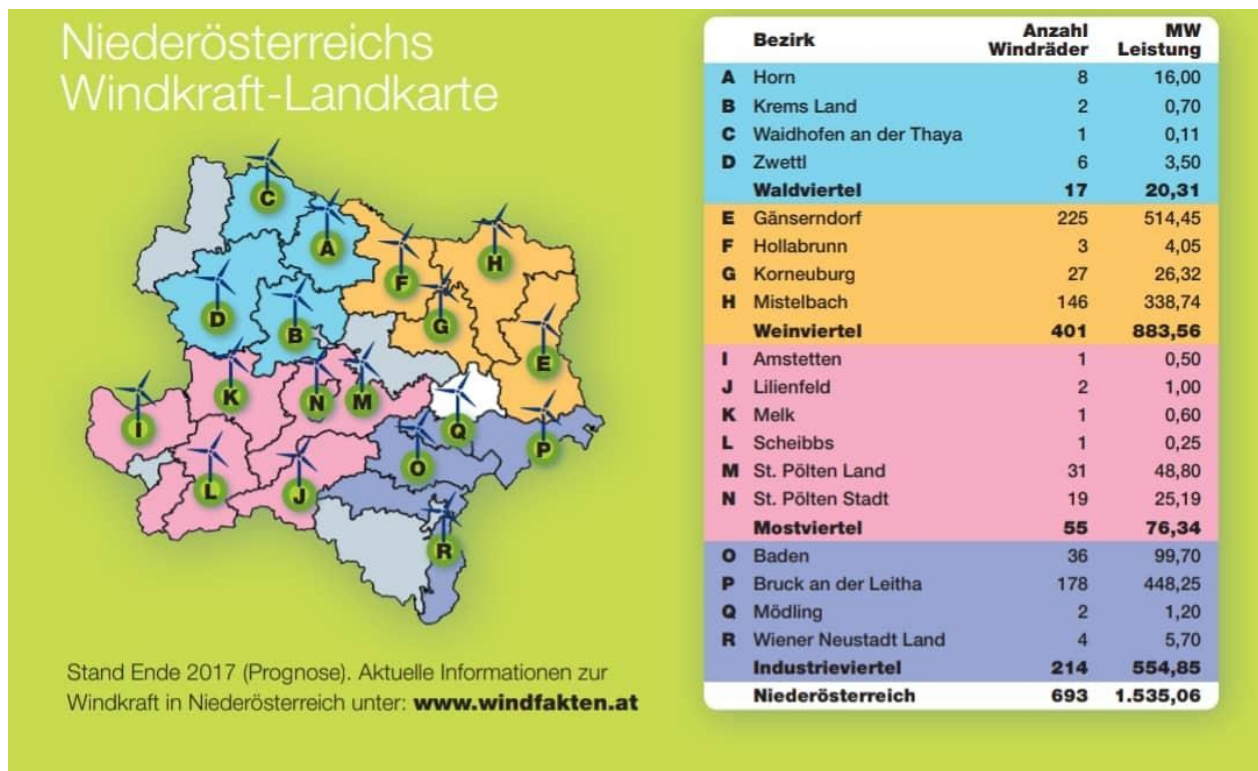 Niederösterreichs
Windkraft-Landkarte
C
A
H
F
G
D
B
E
K
N
M
I
Q
P
O
L
J
R
Stand Ende 2017 (Prognose). Aktuelle Informationen zur
Windkraft in Niederösterreich unter: www.windfakten.at
Bezirk Anzahl Windräder MW Leistung
A Horn 8 16,00
B Krems Land 2 0,70
C Waidhofen an der Thaya 1 0,11
D Zwettl 6 3,50
Waldviertel 17 20,31
E Gänserndorf 225 514,45
F Hollabrunn 3 4,05
G Korneuburg 27 26,32
H Mistelbach 146 338,74
Weinviertel 401 883,56
I Amstetten 1 0,50
J Lilienfeld 2 1,00
K Melk 1 0,60
L Scheibbs 1 0,25
M St. Pölten Land 31 48,80
N St. Pölten Stadt 19 25,19
Mostviertel 55 76,34
O Baden 36 99,70
P Bruck an der Leitha 178 448,25
Q Mödling 2 1,20
R Wiener Neustadt Land 4 5,70
Industrieviertel 214 554,85
Niederösterreich 693 1.535,06